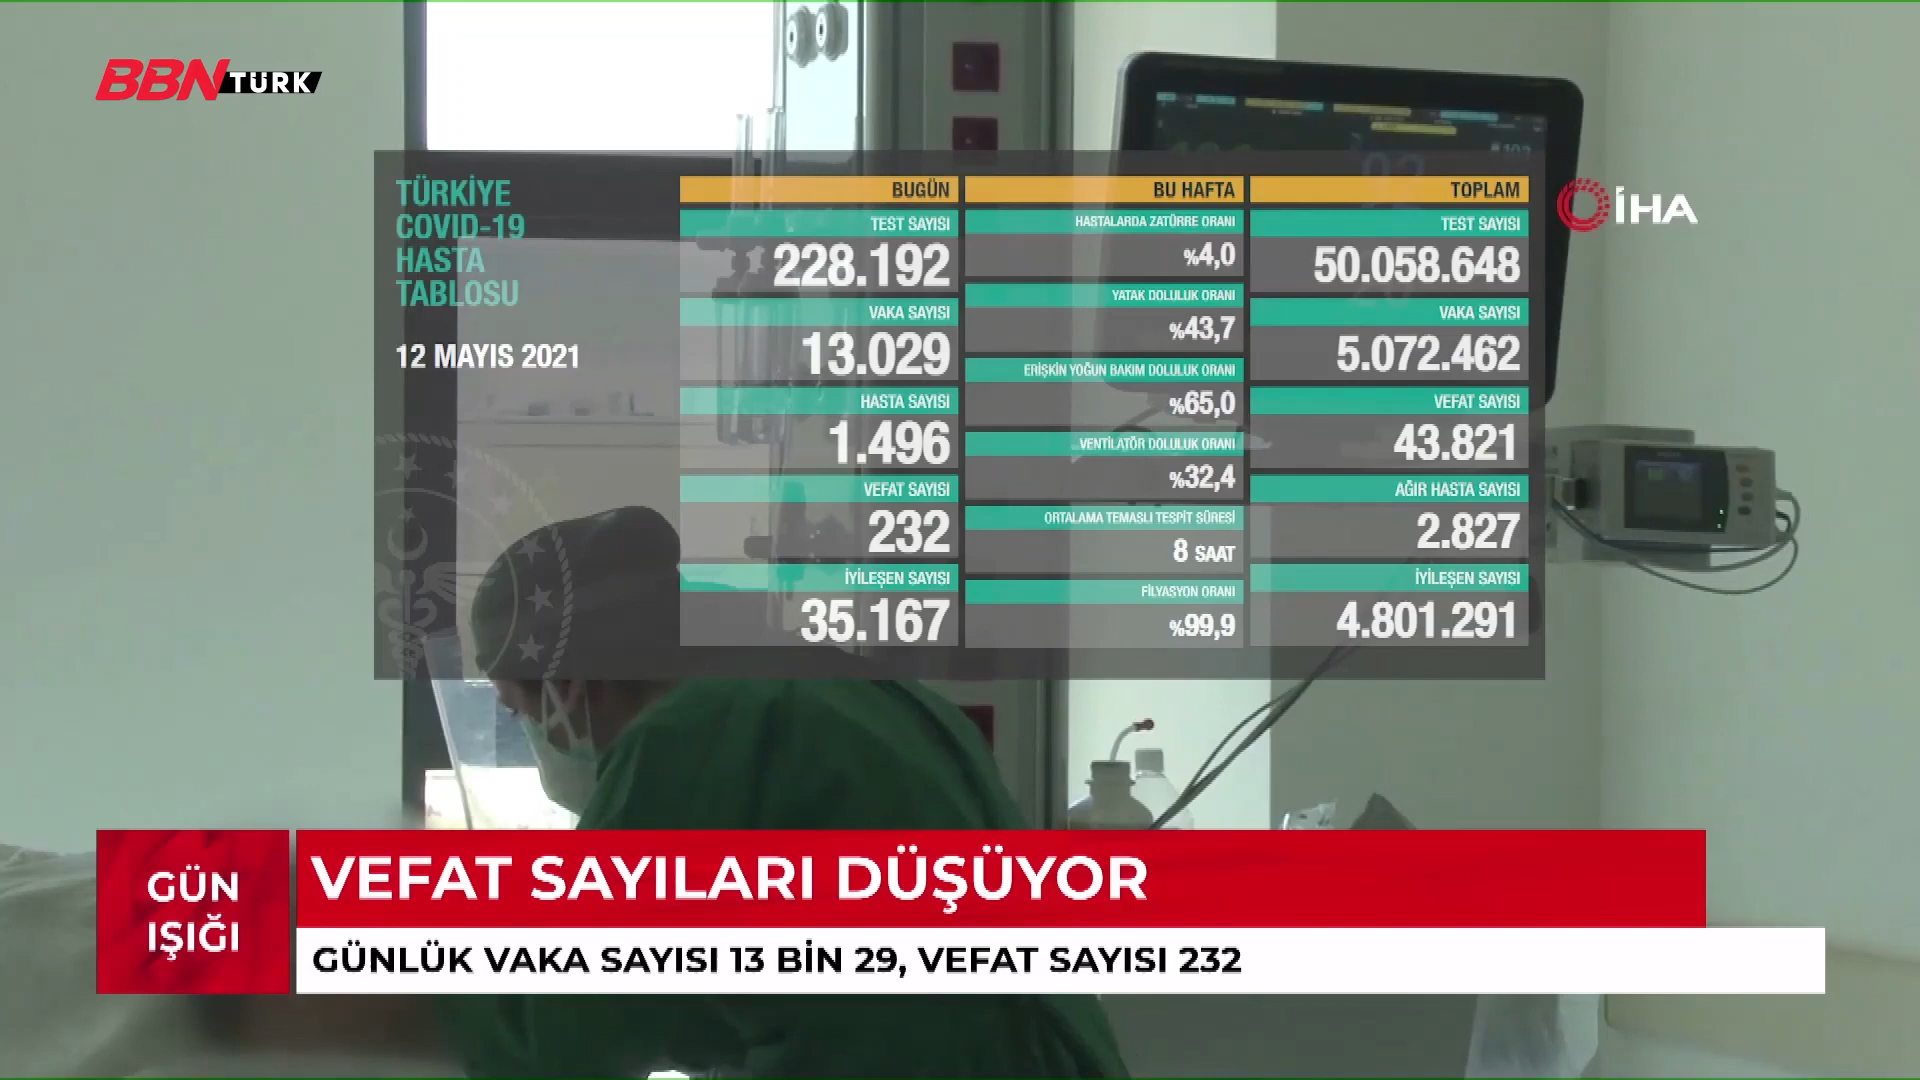 BBN TÜRK
İHA
TÜRKİYE
COVID-19
HASTA
TABLOSU
12 MAYIS 2021
BUGÜN
TEST SAYISI
228.192
VAKA SAYISI
13.029
HASTA SAYISI
1.496
VEFAT SAYISI
232
İYİLEŞEN SAYISI
35.167
BU HAFTA
HASTALARDA ZATÜRRE ORANI
%4,0
YATAK DOLULUK ORANI
%43,7
ERİŞKİN YOĞUN BAKIM DOLULUK ORANI
%65,0
VENTİLATÖR DOLULUK ORANI
%32,4
ORTALAMA TEMASLI TESPİT SÜRESİ
8 SAAT
FİLYASYON ORANI
%99,9
TOPLAM
TEST SAYISI
50.058.648
VAKA SAYISI
5.072.462
VEFAT SAYISI
43.821
AĞIR HASTA SAYISI
2.827
İYİLEŞEN SAYISI
4.801.291
GÜN
IŞIĞI
VEFAT SAYILARI DÜŞÜYOR
GÜNLÜK VAKA SAYISI 13 BİN 29, VEFAT SAYISI 232